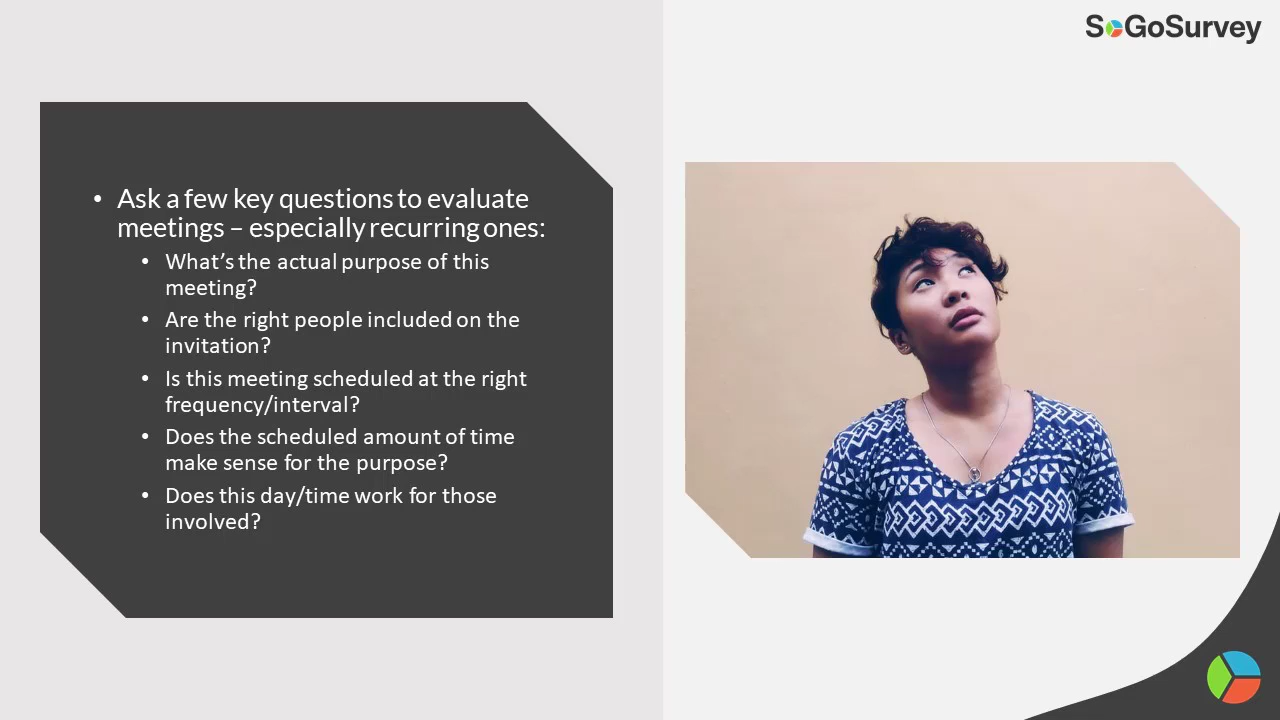 SoGoSurvey
• Ask a few key questions to evaluate
meetings – especially recurring ones:
• What's the actual purpose of this
meeting?
• Are the right people included on the
invitation?
• Is this meeting scheduled at the right
frequency/interval?
• Does the scheduled amount of time
make sense for the purpose?
• Does this day/time work for those
involved?